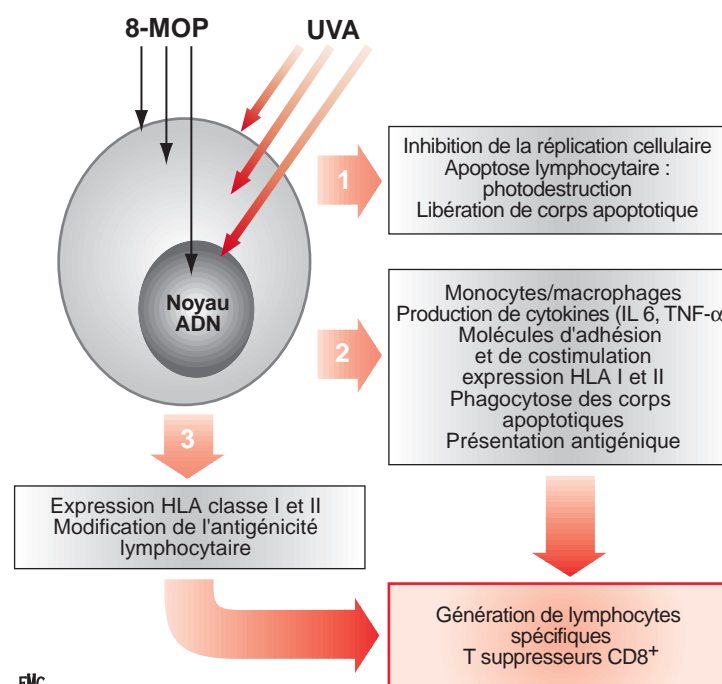 8-MOP
UVA
1
Inhibition de la réplication cellulaire
Apoptose lymphocytaire :
photodestruction
Libération de corps apoptotique
Noyau
ADN
2
Monocytes/macrophages
Production de cytokines (IL 6, TNF-α
Molécules d'adhésion
et de costimulation
expression HLA I et II
Phagocytose des corps
apoptotiques
Présentation antigénique
3
Expression HLA classe I et II
Modification de l'antigénicité
lymphocytaire
Génération de lymphocytes
spécifiques
T suppresseurs CD8⁺
EMC